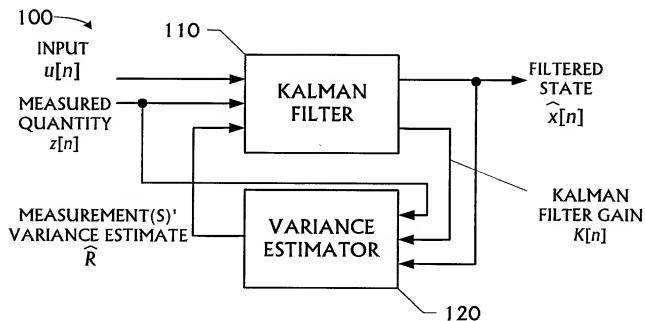 100
110
INPUT
u[n]
MEASURED
QUANTITY
z[n]
KALMAN
FILTER
FILTERED
STATE
x̂[n]
MEASUREMENT(S)'
VARIANCE ESTIMATE
R̂
VARIANCE
ESTIMATOR
KALMAN
FILTER GAIN
K[n]
120